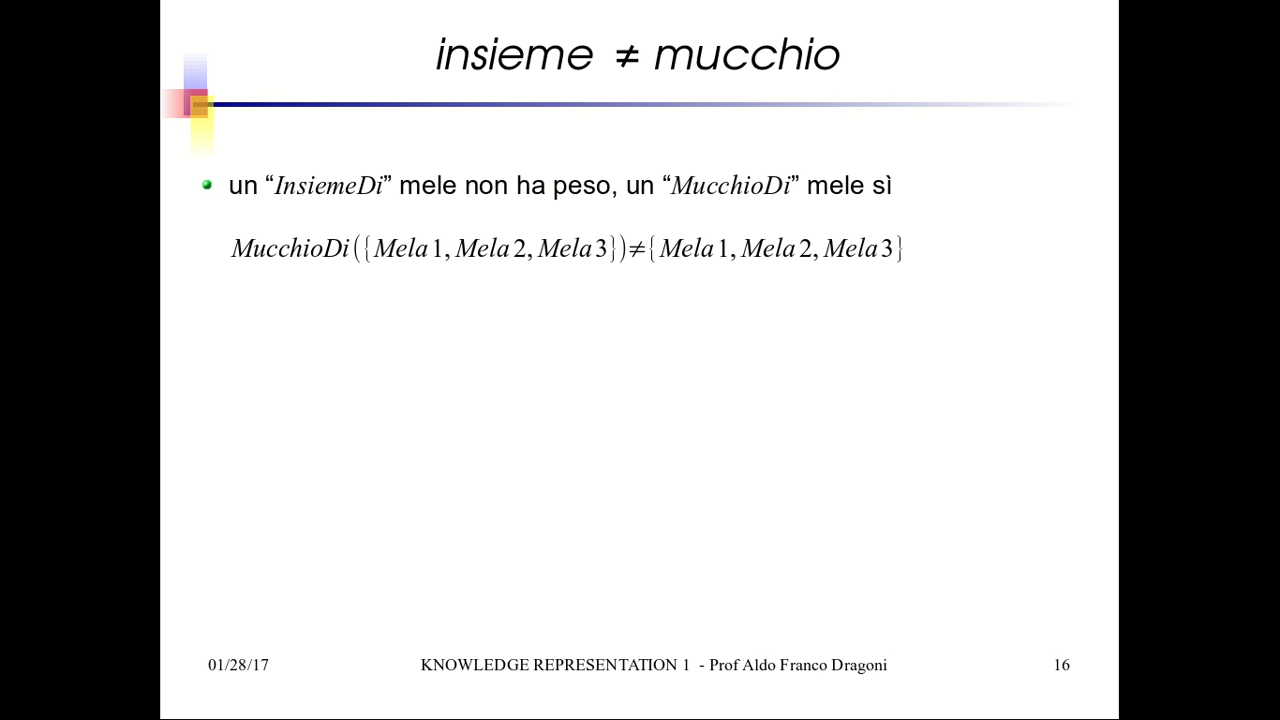 insieme ≠ mucchio
un “InsiemeDi” mele non ha peso, un “MucchioDi” mele sì
MucchioDi({Mela1, Mela2, Mela3})≠{Mela1, Mela2, Mela3}
01/28/17 KNOWLEDGE REPRESENTATION 1 - Prof Aldo Franco Dragoni 16